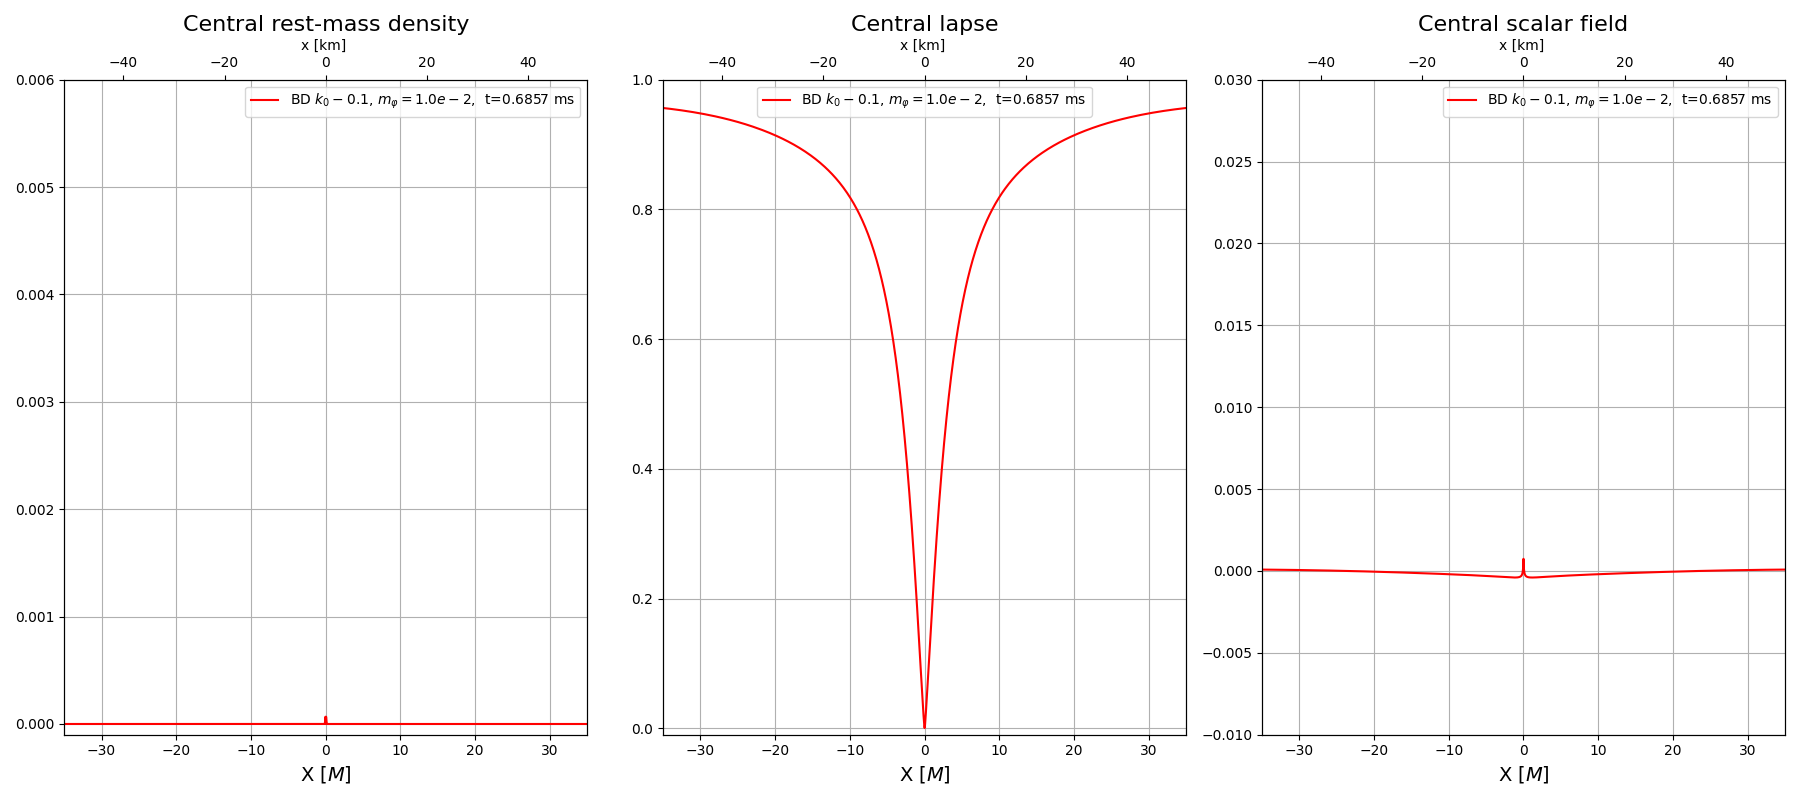 Central rest-mass density
x [km]
−40 −20 0 20 40
0.006
0.005
0.004
0.003
0.002
0.001
0.000
BD k₀ − 0.1, mᵩ = 1.0e − 2, t=0.6857 ms
−30 −20 −10 0 10 20 30
X [M]
Central lapse
x [km]
−40 −20 0 20 40
1.0
0.8
0.6
0.4
0.2
0.0
BD k₀ − 0.1, mᵩ = 1.0e − 2, t=0.6857 ms
−30 −20 −10 0 10 20 30
X [M]
Central scalar field
x [km]
−40 −20 0 20 40
0.030
0.025
0.020
0.015
0.010
0.005
0.000
−0.005
−0.010
BD k₀ − 0.1, mᵩ = 1.0e − 2, t=0.6857 ms
−30 −20 −10 0 10 20 30
X [M]